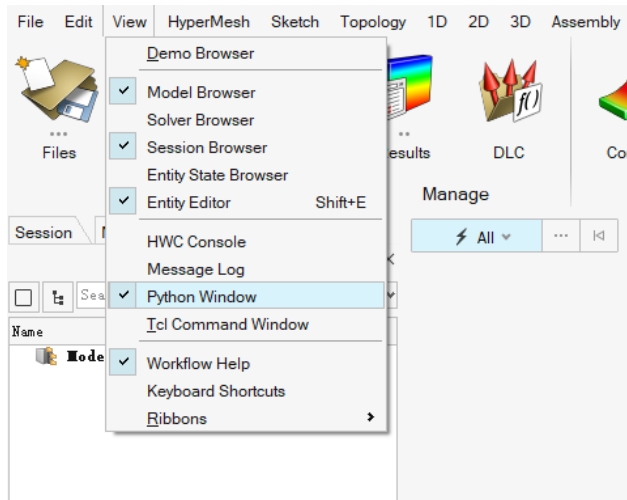 File Edit View HyperMesh Sketch Topology 1D 2D 3D Assembly
Demo Browser
Model Browser
Solver Browser
Session Browser
Entity State Browser
Entity Editor Shift+E
HWC Console
Message Log
Python Window
Tcl Command Window
Workflow Help
Keyboard Shortcuts
Ribbons
Files
esults
DLC
f()
Co
Manage
All
Session
Sea
Name
Mode